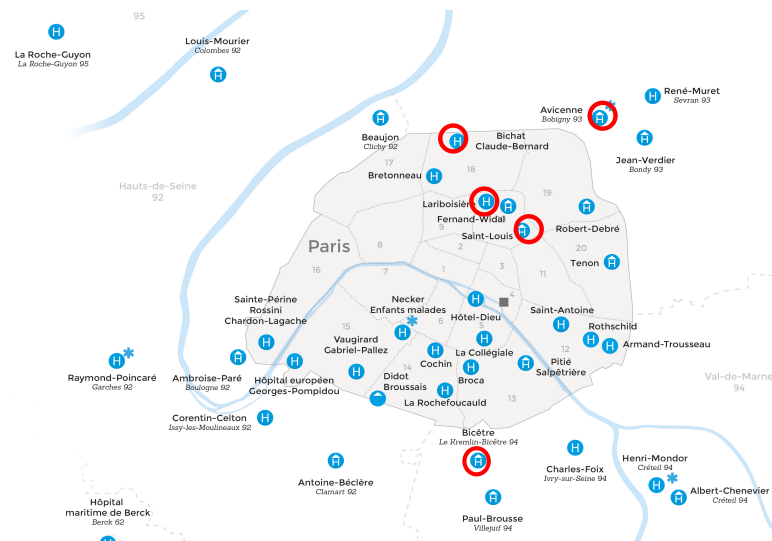 95
La Roche-Guyon
La Roche-Guyon 95
Louis-Mourier
Colombes 92
Avicenne
Bobigny 93
René-Muret
Sevran 93
Beaujon
Clichy 92
Bichat
Claude-Bernard
Jean-Verdier
Bondy 93
17
18
Bretonneau
Hauts-de-Seine
92
19
Lariboisière
Fernand-Widal
9
Saint-Louis
Robert-Debré
Paris
8
2
20
Tenon
16
7
1
3
11
4
Sainte-Périne
Rossini
Chardon-Lagache
Necker
Enfants malades
Hôtel-Dieu
Saint-Antoine
15
6
5
Rothschild
Vaugirard
Gabriel-Pallez
Armand-Trousseau
La Collégiale
12
Cochin
Pitié
Salpêtrière
14
Raymond-Poincaré
Garches 92
Ambroise-Paré
Boulogne 92
Hôpital européen
Georges-Pompidou
Didot
Broussais
Broca
Val-de-Marne
94
La Rochefoucauld
13
Corentin-Celton
Issy-les-Moulineaux 92
Bicêtre
Le Kremlin-Bicêtre 94
Antoine-Béclère
Clamart 92
Charles-Foix
Ivry-sur-Seine 94
Henri-Mondor
Créteil 94
Albert-Chenevier
Créteil 94
Hôpital
maritime de Berck
Berck 62
Paul-Brousse
Villejuif 94